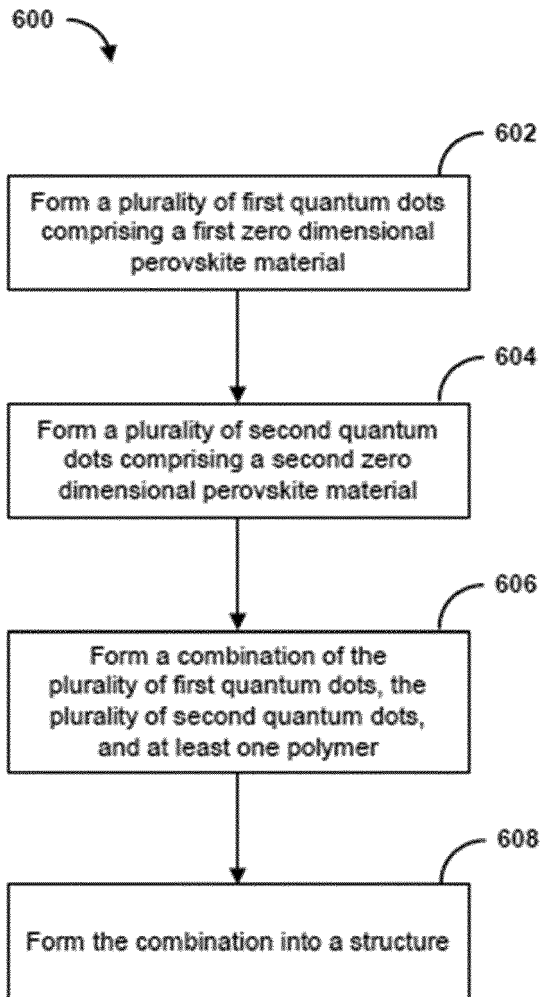 600
602
Form a plurality of first quantum dots
comprising a first zero dimensional
perovskite material
604
Form a plurality of second quantum
dots comprising a second zero
dimensional perovskite material
606
Form a combination of the
plurality of first quantum dots, the
plurality of second quantum dots,
and at least one polymer
608
Form the combination into a structure